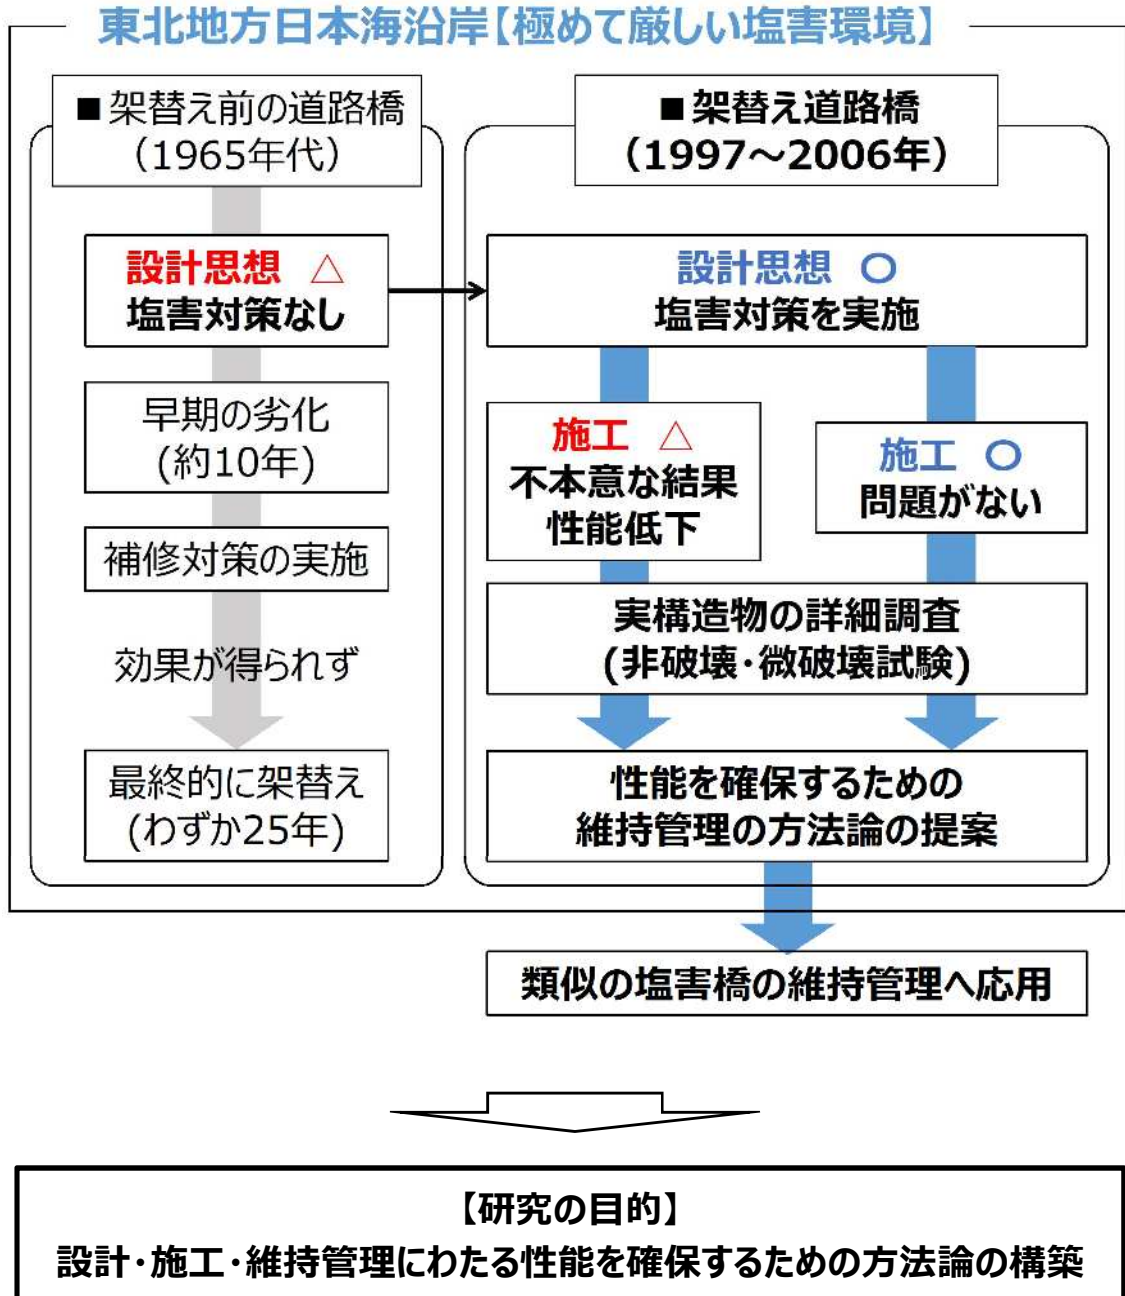 東北地方日本海沿岸【極めて厳しい塩害環境】
■架替え前の道路橋
（1965年代）
設計思想 △
塩害対策なし
早期の劣化
(約10年)
補修対策の実施
効果が得られず
最終的に架替え
(わずか25年)
■架替え道路橋
（1997～2006年）
設計思想 〇
塩害対策を実施
施工 △
不本意な結果
性能低下
施工 〇
問題がない
実構造物の詳細調査
(非破壊・微破壊試験)
性能を確保するための
維持管理の方法論の提案
類似の塩害橋の維持管理へ応用
【研究の目的】
設計・施工・維持管理にわたる性能を確保するための方法論の構築